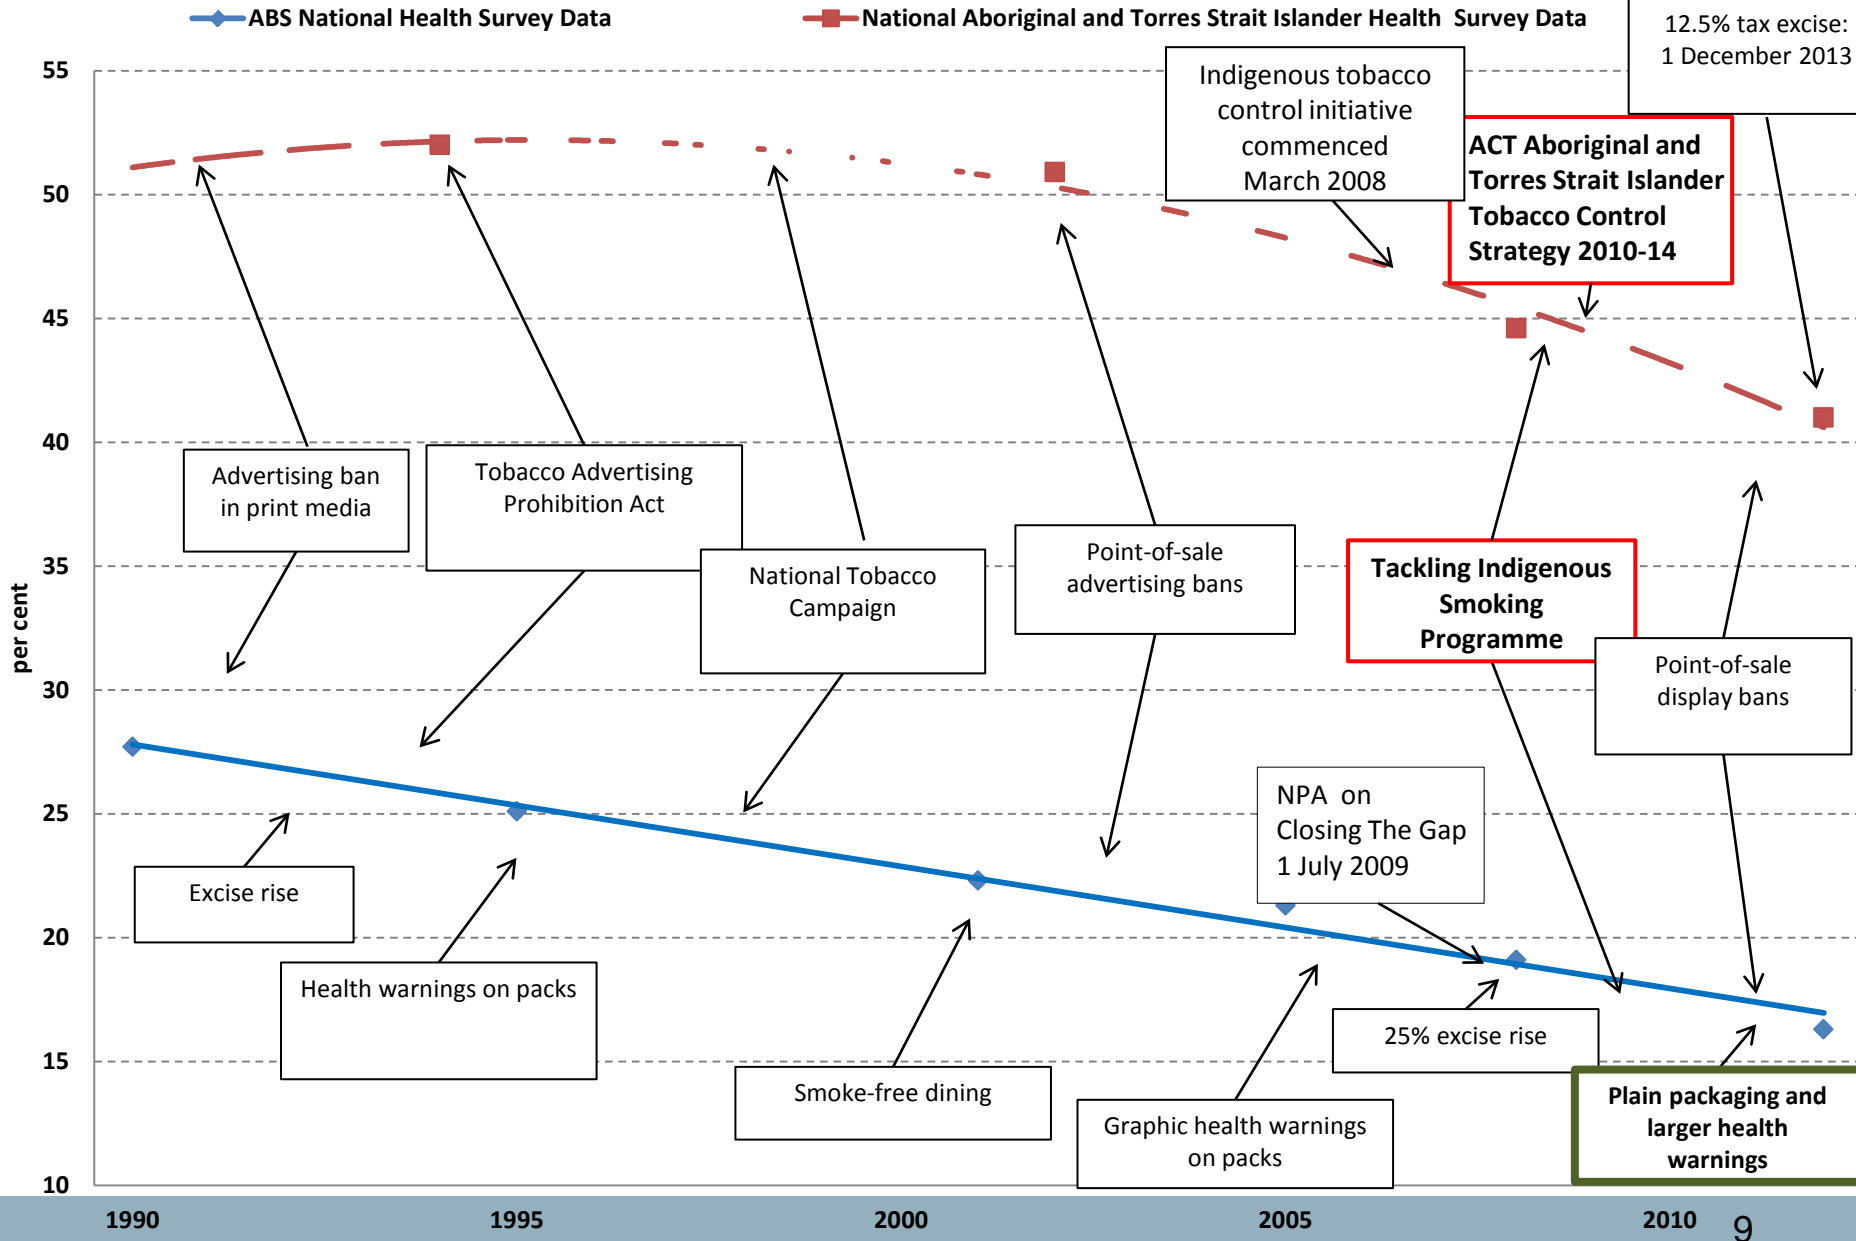 ABS National Health Survey Data
National Aboriginal and Torres Strait Islander Health Survey Data
12.5% tax excise:
1 December 2013
Indigenous tobacco
control initiative
commenced
March 2008
ACT Aboriginal and
Torres Strait Islander
Tobacco Control
Strategy 2010-14
Advertising ban
in print media
Tobacco Advertising
Prohibition Act
National Tobacco
Campaign
Point-of-sale
advertising bans
Tackling Indigenous
Smoking
Programme
Point-of-sale
display bans
NPA on
Closing The Gap
1 July 2009
Excise rise
Health warnings on packs
Smoke-free dining
Graphic health warnings
on packs
25% excise rise
Plain packaging and
larger health
warnings
per cent
55
50
45
40
35
30
25
20
15
10
1990
1995
2000
2005
2010
9